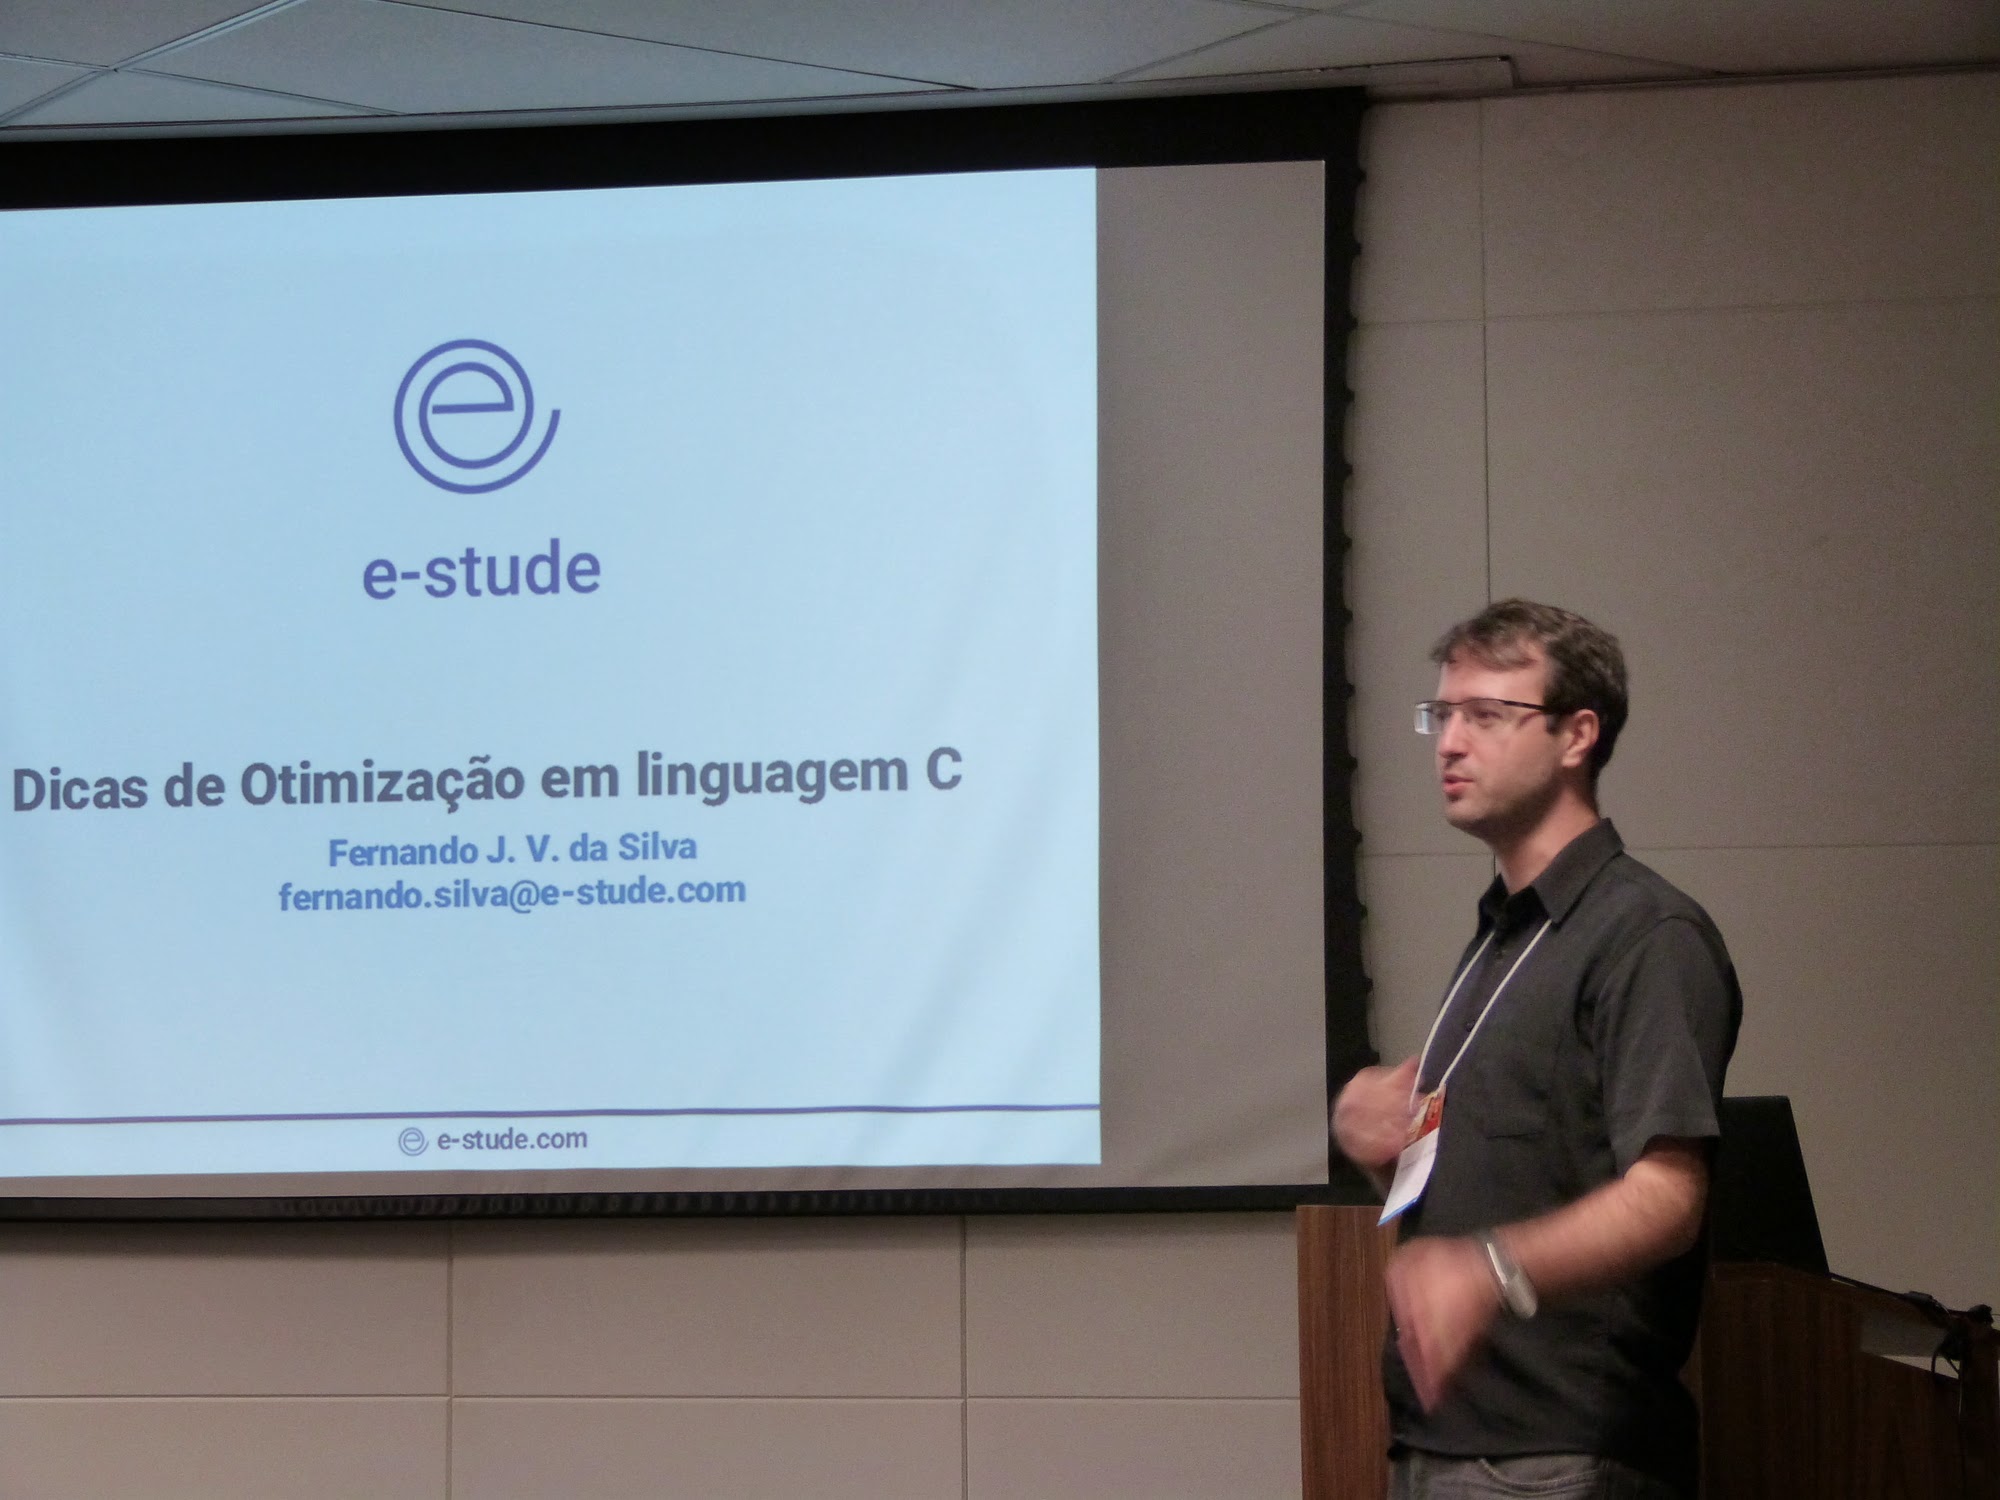 e-stude
Dicas de Otimização em linguagem C
Fernando J. V. da Silva
fernando.silva@e-stude.com
e-stude.com